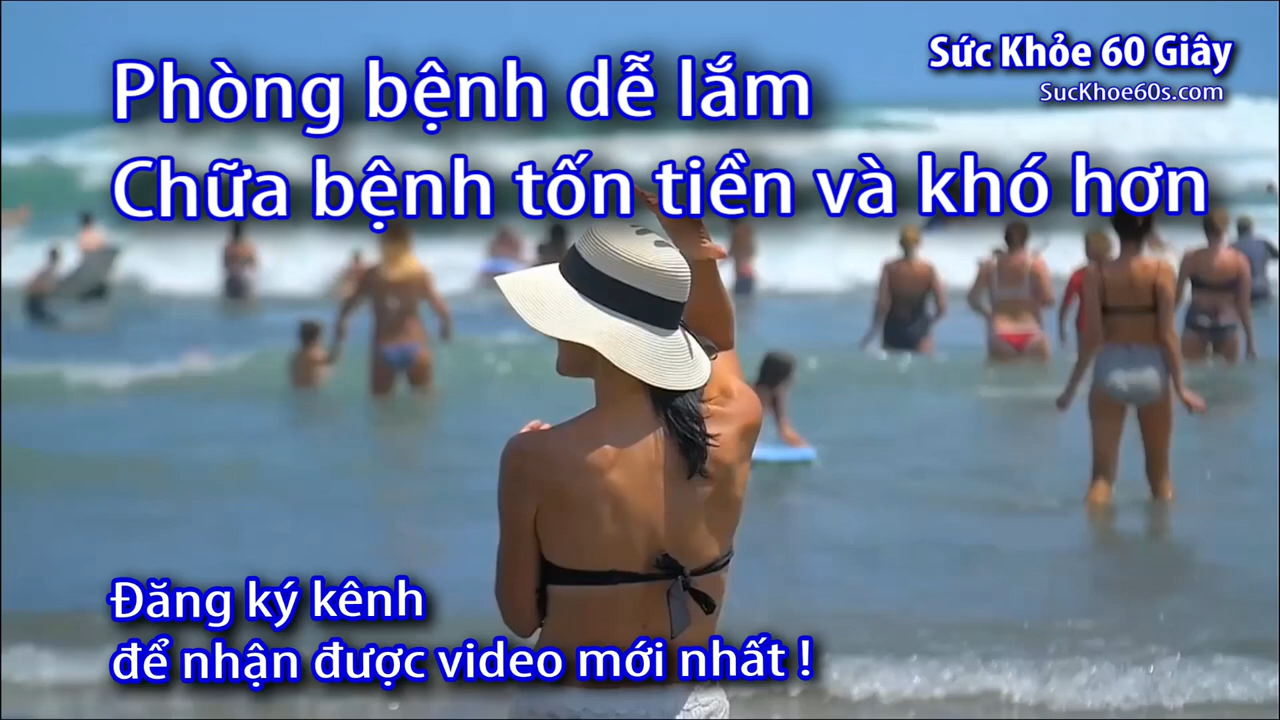 Sức Khỏe 60 Giây
SucKhoe60s.com
Phòng bệnh dễ lắm
Chữa bệnh tốn tiền và khó hơn
Đăng ký kênh
để nhận được video mới nhất !